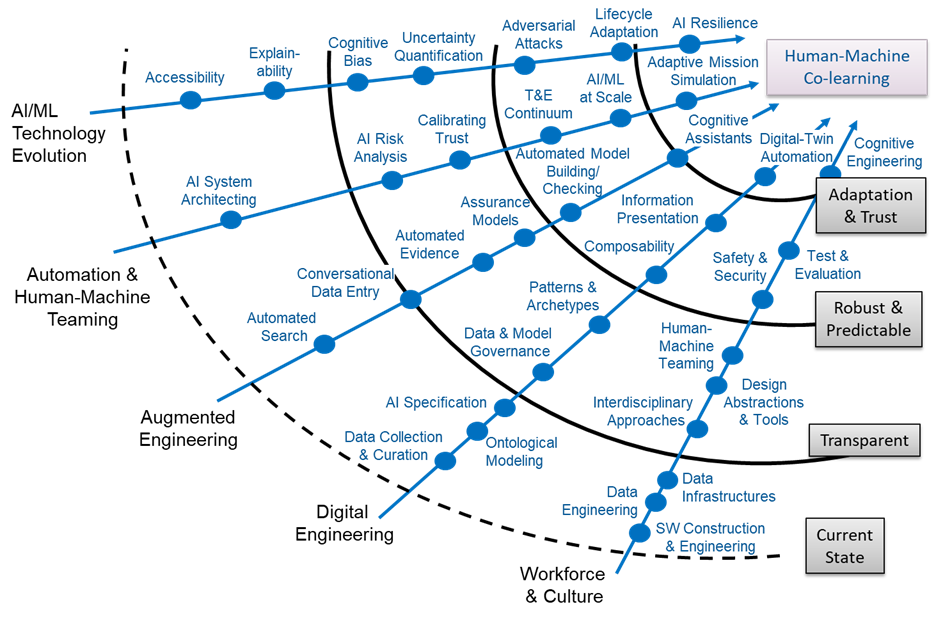 AI/ML
Technology
Evolution
Accessibility
Explain-
ability
Cognitive
Bias
Uncertainty
Quantification
Adversarial
Attacks
Lifecycle
Adaptation
AI Resilience
Human-Machine
Co-learning
Automation &
Human-Machine
Teaming
AI System
Architecting
AI Risk
Analysis
Calibrating
Trust
T&E
Continuum
AI/ML
at Scale
Adaptive Mission
Simulation
Augmented
Engineering
Automated
Search
Conversational
Data Entry
Automated
Evidence
Assurance
Models
Automated Model
Building/
Checking
Cognitive
Assistants
Digital
Engineering
Data Collection
& Curation
Ontological
Modeling
AI Specification
Data & Model
Governance
Patterns &
Archetypes
Composability
Information
Presentation
Digital-Twin
Automation
Workforce
& Culture
SW Construction
& Engineering
Data
Engineering
Data
Infrastructures
Interdisciplinary
Approaches
Design
Abstractions
& Tools
Human-
Machine
Teaming
Safety &
Security
Test &
Evaluation
Cognitive
Engineering
Adaptation
& Trust
Robust &
Predictable
Transparent
Current
State